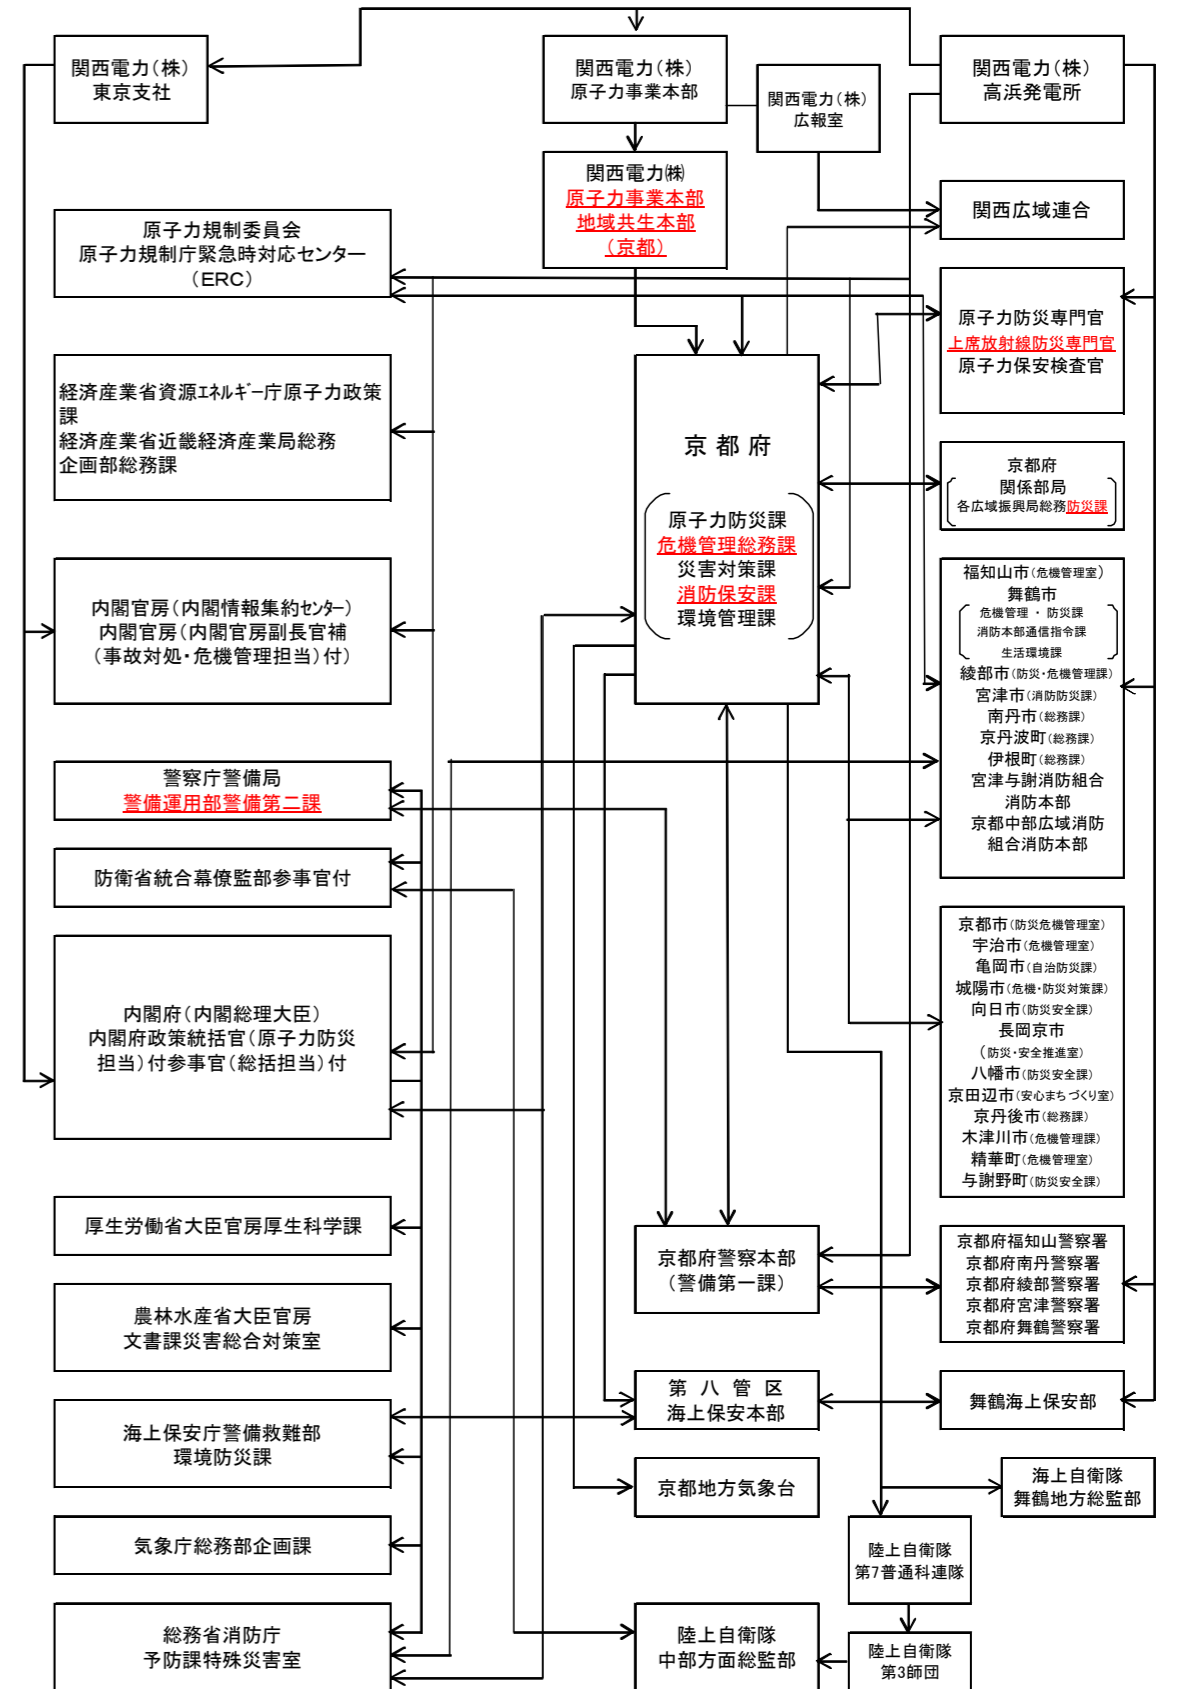 関西電力(株)
東京支社
関西電力(株)
原子力事業本部
関西電力(株)
広報室
関西電力(株)
高浜発電所
関西電力㈱
原子力事業本部
地域共生本部
(京都)
関西広域連合
原子力規制委員会
原子力規制庁緊急時対応センター
(ERC)
原子力防災専門官
上席放射線防災専門官
原子力保安検査官
経済産業省資源エネルギー庁原子力政策
課
経済産業省近畿経済産業局総務
企画部総務課
京都府
原子力防災課
危機管理総務課
災害対策課
消防保安課
環境管理課
京都府
関係部局
各広域振興局総務防災課
内閣官房(内閣情報集約センター)
内閣官房(内閣官房副長官補
(事故対処・危機管理担当)付)
福知山市(危機管理室)
舞鶴市
危機管理・防災課
消防本部通信指令課
生活環境課
綾部市(防災・危機管理課)
宮津市(消防防災課)
南丹市(総務課)
京丹波町(総務課)
伊根町(総務課)
宮津与謝消防組合
消防本部
京都中部広域消防
組合消防本部
警察庁警備局
警備運用部警備第二課
防衛省統合幕僚監部参事官付
内閣府(内閣総理大臣)
内閣府政策統括官(原子力防災
担当)付参事官(総括担当)付
京都市(防災危機管理室)
宇治市(危機管理室)
亀岡市(自治防災課)
城陽市(危機・防災対策課)
向日市(防災安全課)
長岡京市
(防災・安全推進室)
八幡市(防災安全課)
京田辺市(安心まちづくり室)
京丹後市(総務課)
木津川市(危機管理課)
精華町(危機管理室)
与謝野町(防災安全課)
厚生労働省大臣官房厚生科学課
京都府警察本部
(警備第一課)
京都府福知山警察署
京都府南丹警察署
京都府綾部警察署
京都府宮津警察署
京都府舞鶴警察署
農林水産省大臣官房
文書課災害総合対策室
第八管区
海上保安本部
舞鶴海上保安部
海上保安庁警備救難部
環境防災課
京都地方気象台
海上自衛隊
舞鶴地方総監部
気象庁総務部企画課
陸上自衛隊
第7普通科連隊
総務省消防庁
予防課特殊災害室
陸上自衛隊
中部方面総監部
陸上自衛隊
第3師団